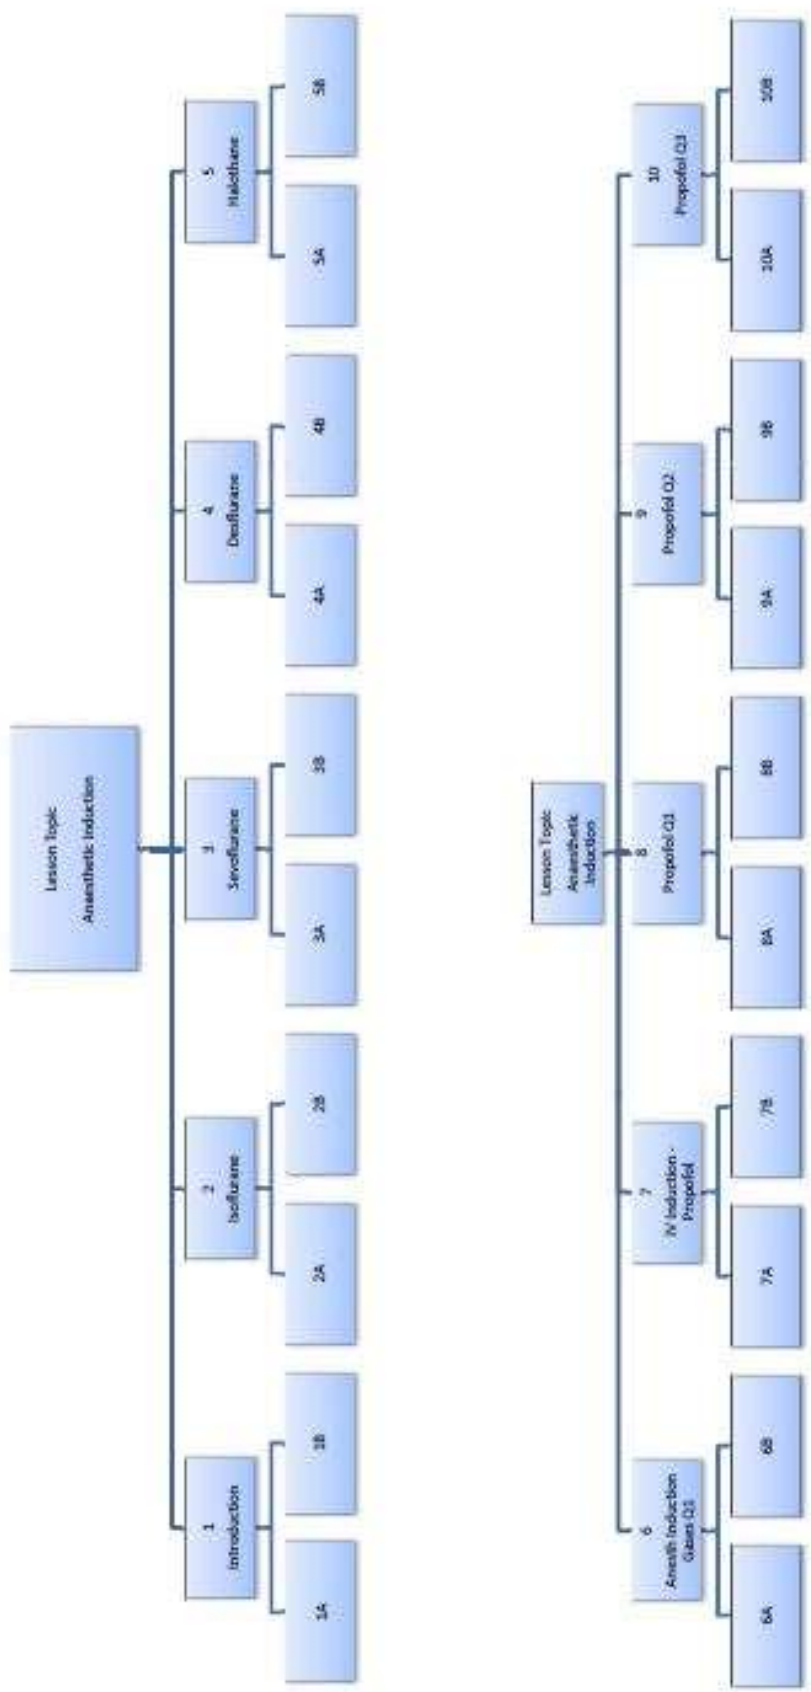 Lesson Topic
Anaesthetic Induction
1
Introduction
1A
1B
2
Isoflurane
2A
2B
3
Sevoflurane
3A
3B
4
Desflurane
4A
4B
5
Halothane
5A
5B
Lesson Topic
Anaesthetic
Induction
6
Anesth Induction
Gases Q1
6A
6B
7
IV Induction -
Propofol
7A
7B
8
Propofol Q1
8A
8B
9
Propofol Q2
9A
9B
10
Propofol Q3
10A
10B